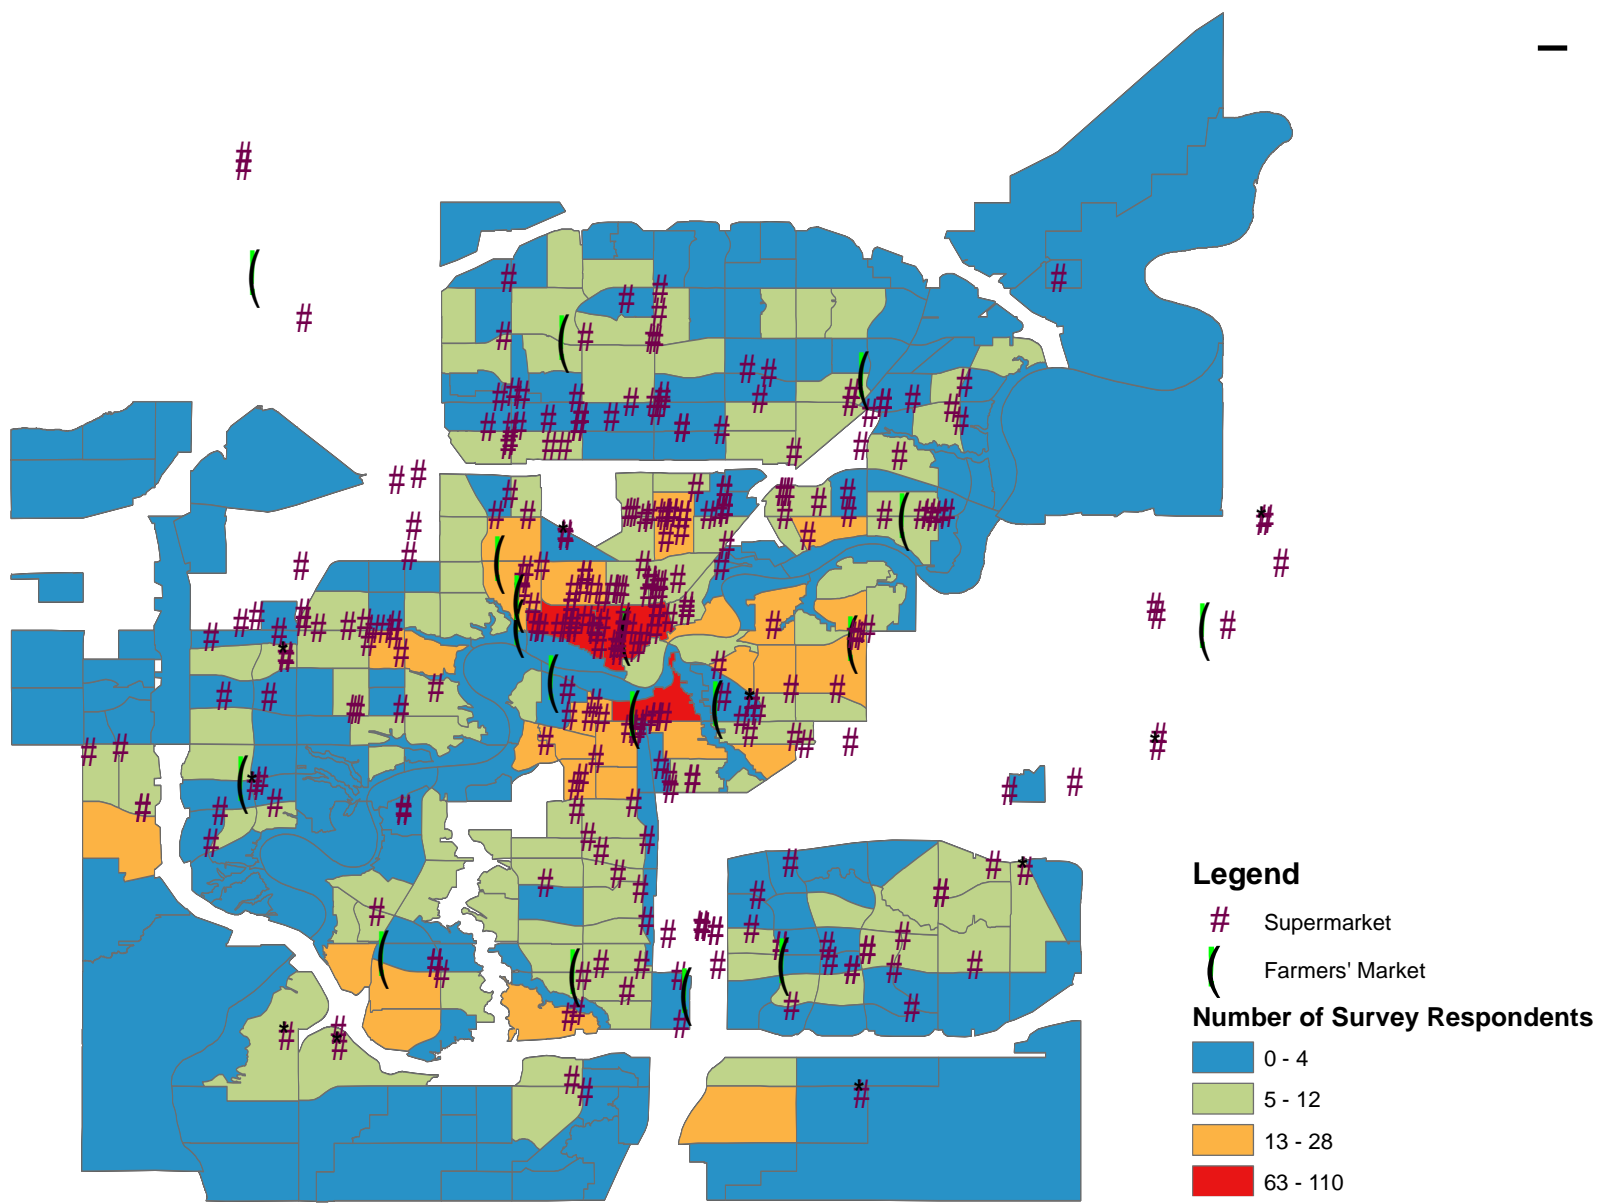 Legend
# Supermarket
( Farmers' Market
Number of Survey Respondents
0 - 4
5 - 12
13 - 28
63 - 110